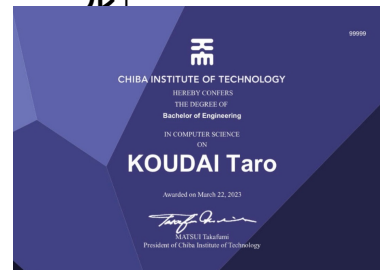 99999
CHIBA INSTITUTE OF TECHNOLOGY
HEREBY CONFERS
THE DEGREE OF
Bachelor of Engineering
IN COMPUTER SCIENCE
ON
KOUDAI Taro
Awarded on March 22, 2023
MATSUI Takafumi
President of Chiba Institute of Technology